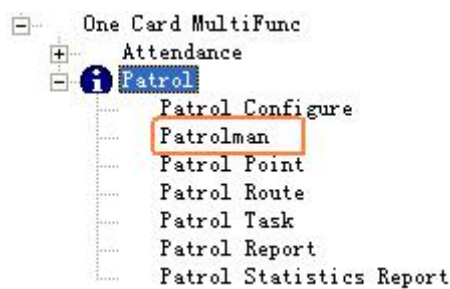 One Card MultiFunc
Attendance
Patrol
Patrol Configure
Patrolman
Patrol Point
Patrol Route
Patrol Task
Patrol Report
Patrol Statistics Report